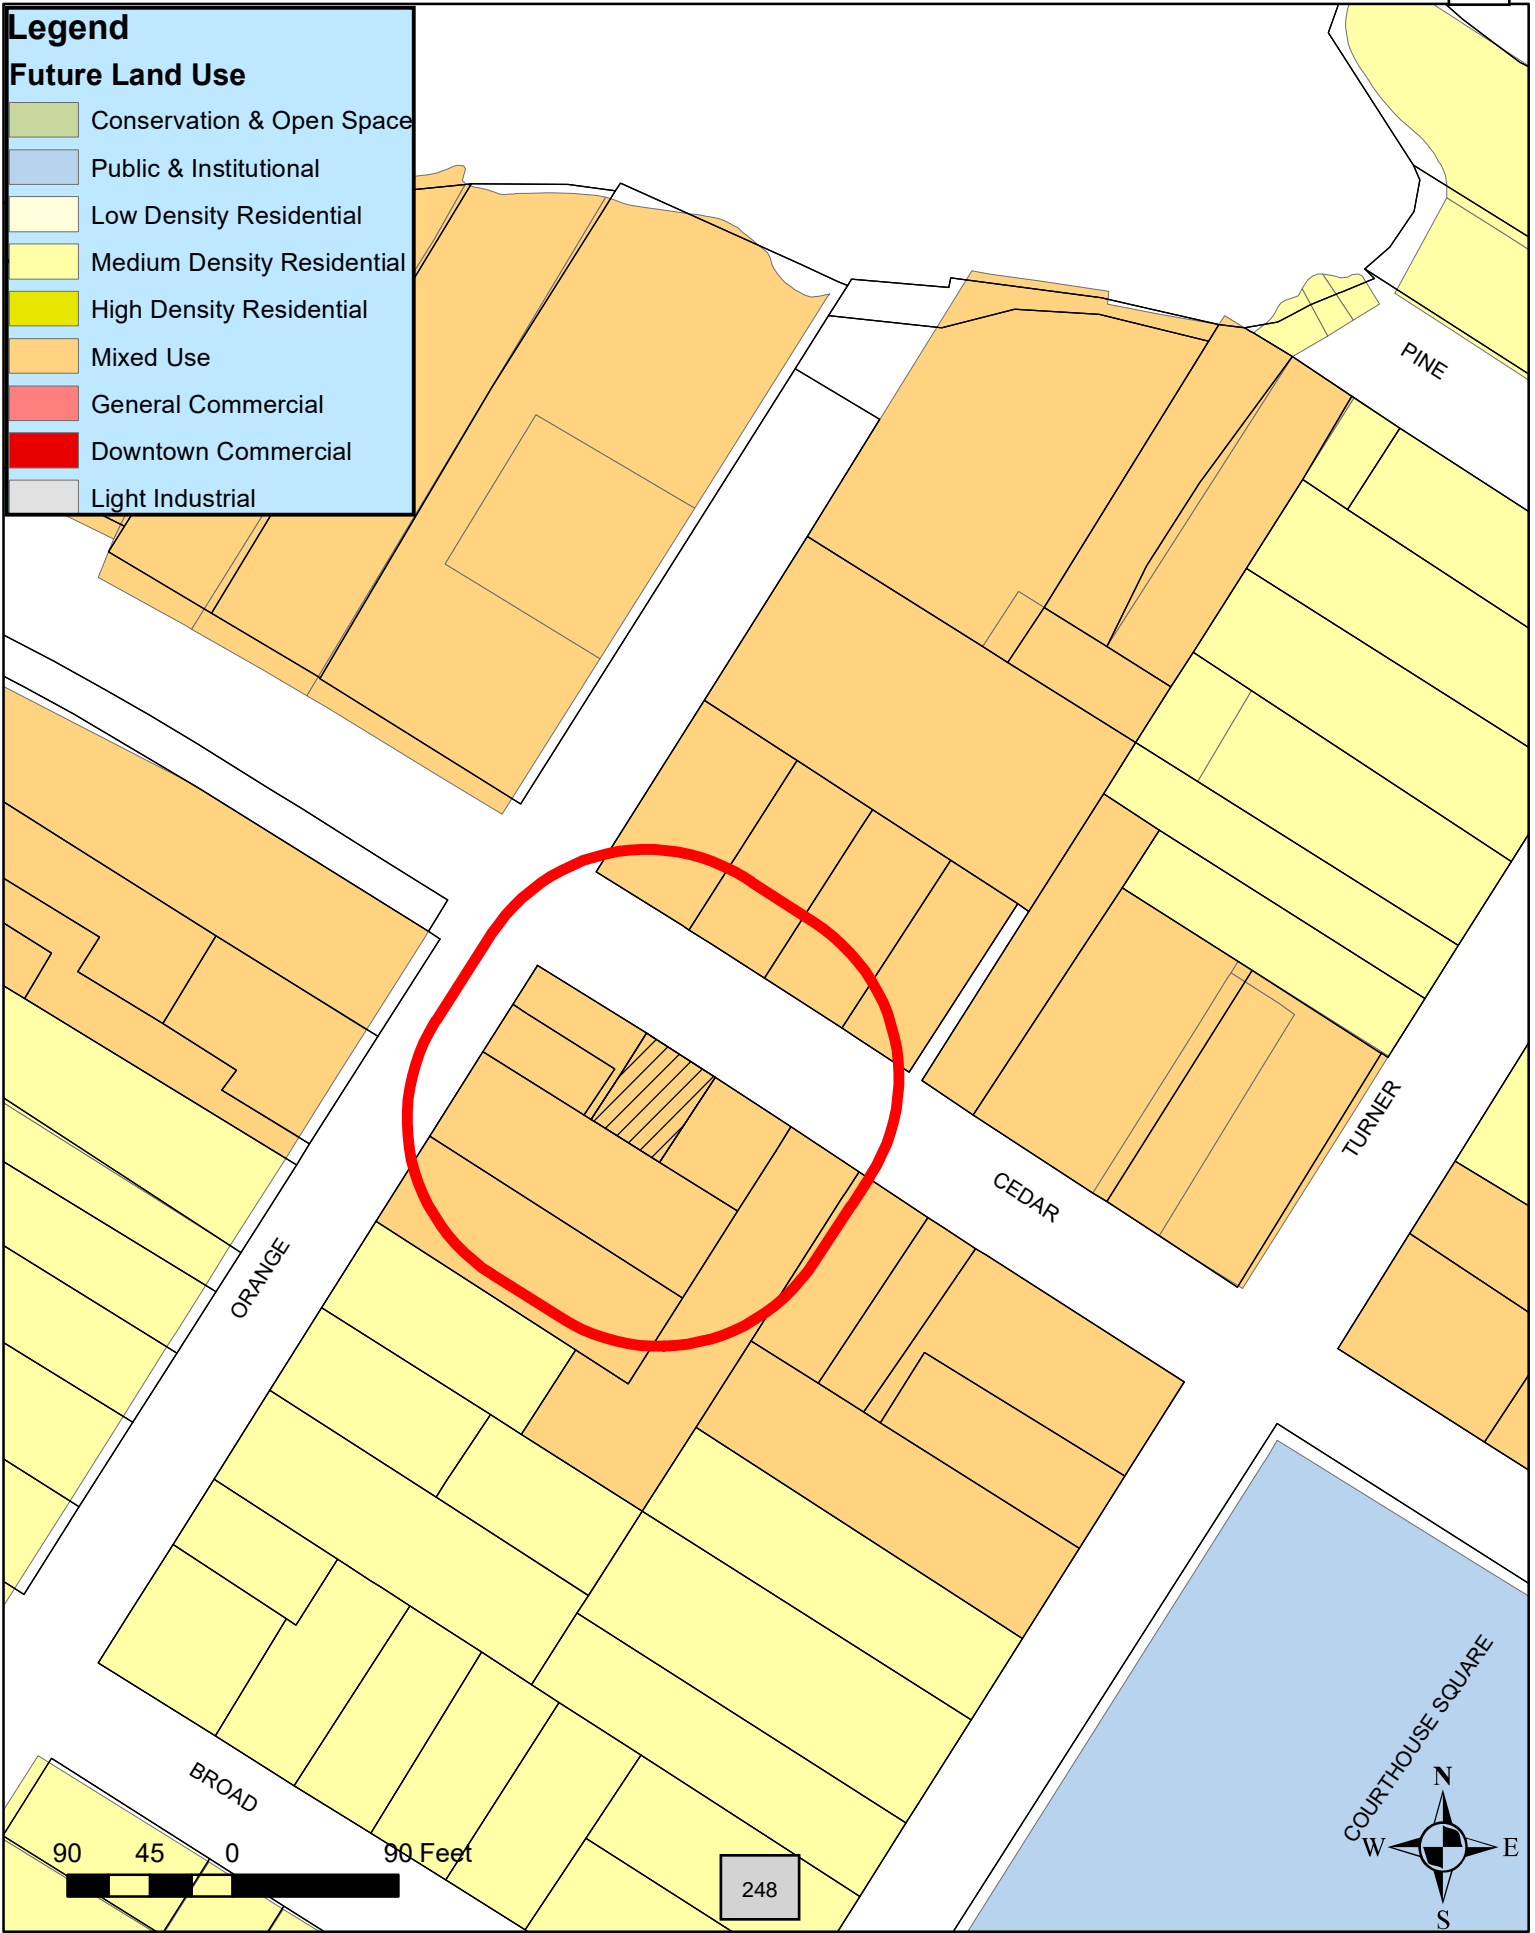 Legend
Future Land Use
Conservation & Open Space
Public & Institutional
Low Density Residential
Medium Density Residential
High Density Residential
Mixed Use
General Commercial
Downtown Commercial
Light Industrial
PINE
TURNER
CEDAR
ORANGE
COURTHOUSE SQUARE
BROAD
N
W E
S
90 45 0 90 Feet
248